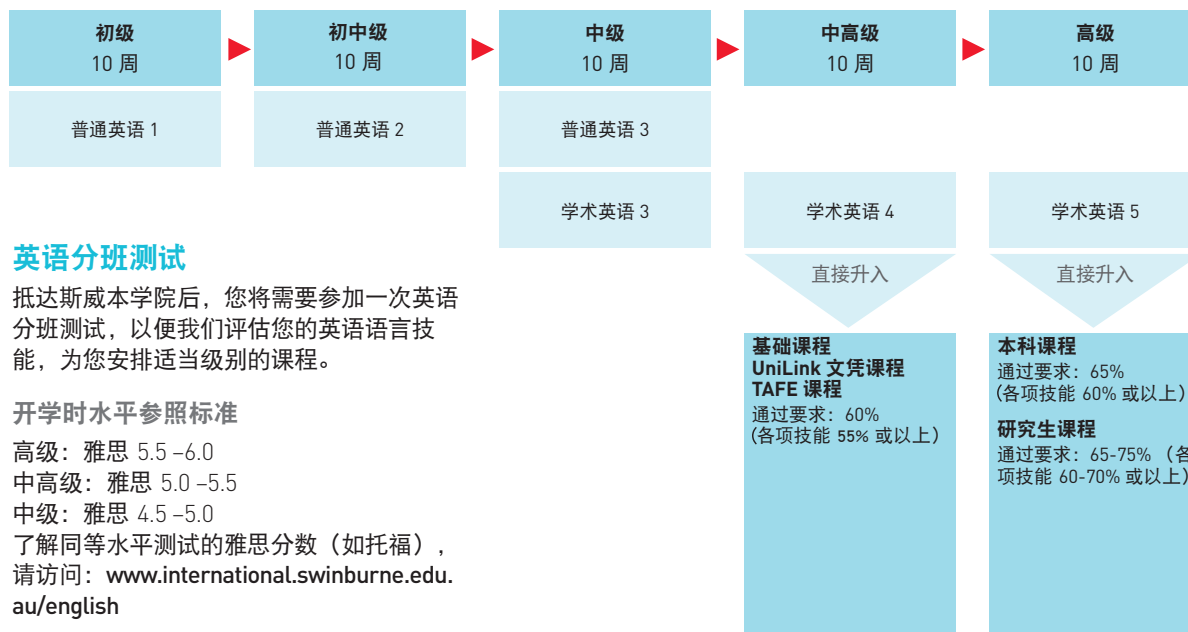 初级
10 周
初中级
10 周
中级
10 周
中高级
10 周
高级
10 周
普通英语 1
普通英语 2
普通英语 3
学术英语 3
学术英语 4
学术英语 5
直接升入
直接升入
英语分班测试
抵达斯威本学院后，您将需要参加一次英语
分班测试，以便我们评估您的英语语言技
能，为您安排适当级别的课程。
开学时水平参照标准
高级：雅思 5.5 –6.0
中高级：雅思 5.0 –5.5
中级：雅思 4.5 –5.0
了解同等水平测试的雅思分数（如托福），
请访问：www.international.swinburne.edu.
au/english
基础课程
UniLink 文凭课程
TAFE 课程
通过要求：60%
(各项技能 55% 或以上）
本科课程
通过要求：65%
(各项技能 60% 或以上）
研究生课程
通过要求：65-75% （各
项技能 60-70% 或以上）